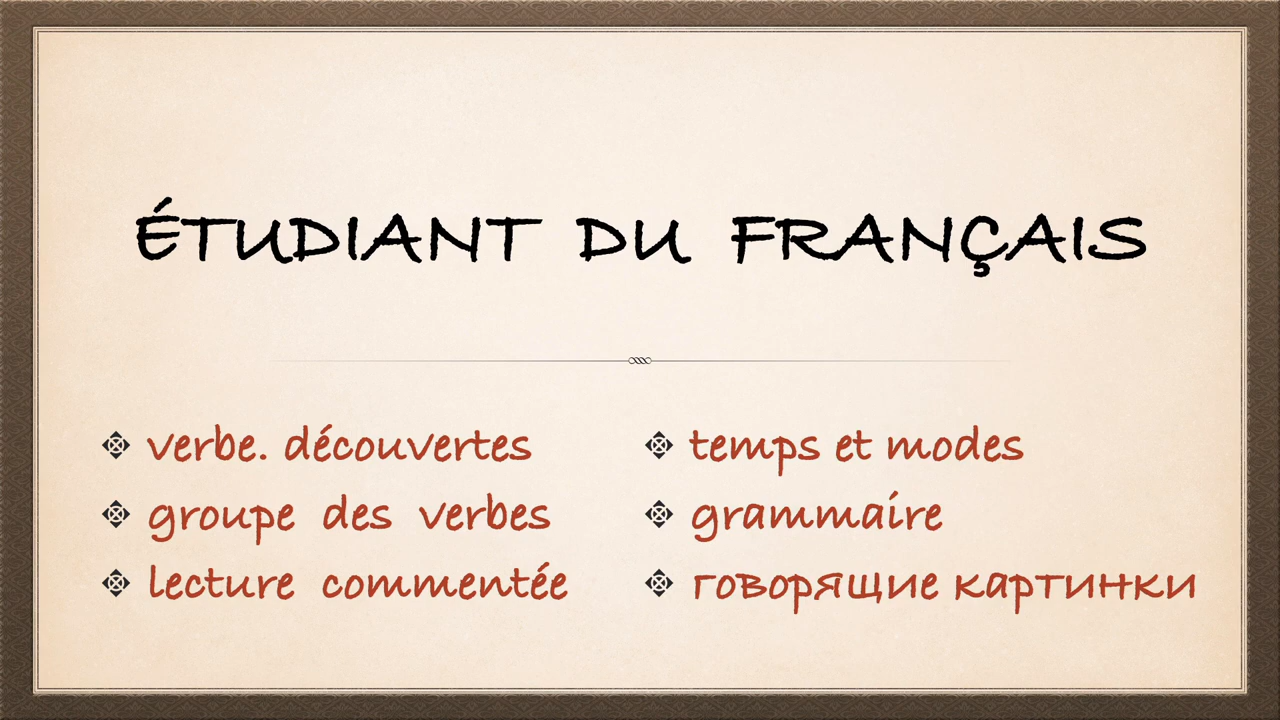 ÉTUDIANT DU FRANÇAIS
verbe. découvertes
groupe des verbes
lecture commentée
temps et modes
grammaire
говорящие картинки